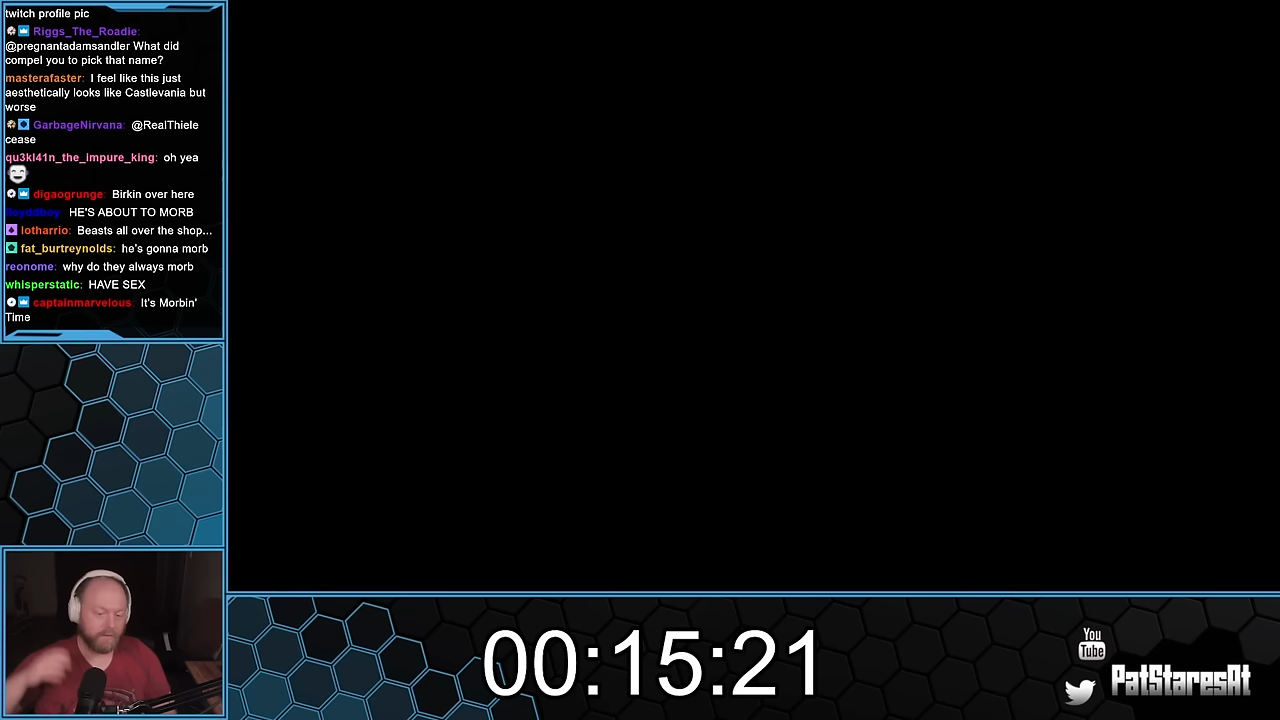 twitch profile pic
Riggs_The_Roadie:
@pregnantadamsandler What did
compel you to pick that name?
masterafaster: I feel like this just
aesthetically looks like Castlevania but
worse
GarbageNirvana: @RealThiele
cease
qu3kl41n_the_impure_king: oh yea
digaogrunge: Birkin over here
HE'S ABOUT TO MORB
lotharrio: Beasts all over the shop...
fat_burtreynolds: he's gonna morb
reonome: why do they always morb
whisperstatic: HAVE SEX
captainmarvelous: It's Morbin'
Time
00:15:21
You
Tube
PatStaresAt